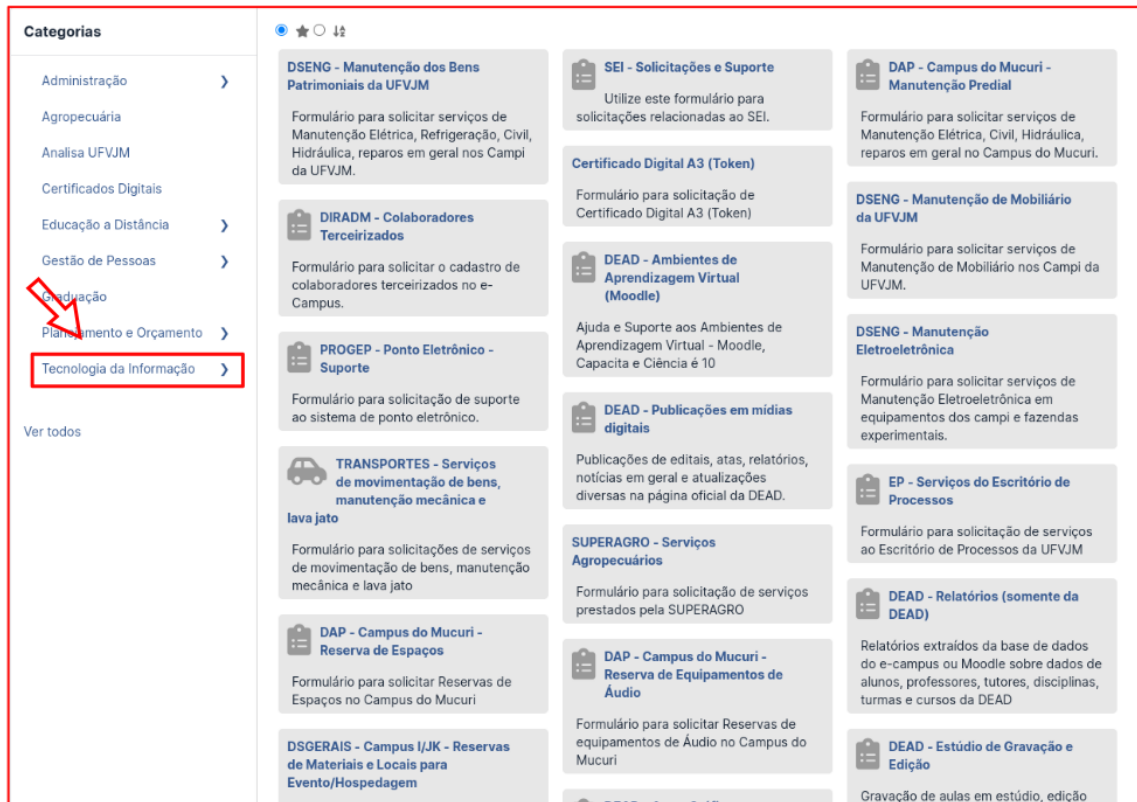 Categorias
Administração
Agropecuária
Analisa UFVJM
Certificados Digitais
Educação a Distância
Gestão de Pessoas
Graduação
Planejamento e Orçamento
Tecnologia da Informação
Ver todos
DSENG - Manutenção dos Bens
Patrimoniais da UFVJM
Formulário para solicitar serviços de
Manutenção Elétrica, Refrigeração, Civil,
Hidráulica, reparos em geral nos Campi
da UFVJM.
DIRADM - Colaboradores
Terceirizados
Formulário para solicitar o cadastro de
colaboradores terceirizados no e-
Campus.
PROGEP - Ponto Eletrônico -
Suporte
Formulário para solicitação de suporte
ao sistema de ponto eletrônico.
TRANSPORTES - Serviços
de movimentação de bens,
manutenção mecânica e
lava jato
Formulário para solicitações de serviços
de movimentação de bens, manutenção
mecânica e lava jato
DAP - Campus do Mucuri -
Reserva de Espaços
Formulário para solicitar Reservas de
Espaços no Campus do Mucuri
DSGERAIS - Campus I/JK - Reservas
de Materiais e Locais para
Evento/Hospedagem
SEI - Solicitações e Suporte
Utilize este formulário para
solicitações relacionadas ao SEI.
Certificado Digital A3 (Token)
Formulário para solicitação de
Certificado Digital A3 (Token)
DEAD - Ambientes de
Aprendizagem Virtual
(Moodle)
Ajuda e Suporte aos Ambientes de
Aprendizagem Virtual - Moodle,
Capacita e Ciência é 10
DEAD - Publicações em mídias
digitais
Publicações de editais, atas, relatórios,
notícias em geral e atualizações
diversas na página oficial da DEAD.
SUPERAGRO - Serviços
Agropecuários
Formulário para solicitação de serviços
prestados pela SUPERAGRO
DAP - Campus do Mucuri -
Reserva de Equipamentos de
Áudio
Formulário para solicitar Reservas de
equipamentos de Áudio no Campus do
Mucuri
DAP - Campus do Mucuri -
Manutenção Predial
Formulário para solicitar serviços de
Manutenção Elétrica, Civil, Hidráulica,
reparos em geral no Campus do Mucuri.
DSENG - Manutenção de Mobiliário
da UFVJM
Formulário para solicitar serviços de
Manutenção de Mobiliário nos Campi da
UFVJM.
DSENG - Manutenção
Eletroeletrônica
Formulário para solicitar serviços de
Manutenção Eletroeletrônica em
equipamentos dos campi e fazendas
experimentais.
EP - Serviços do Escritório de
Processos
Formulário para solicitação de serviços
ao Escritório de Processos da UFVJM
DEAD - Relatórios (somente da
DEAD)
Relatórios extraídos da base de dados
do e-campus ou Moodle sobre dados de
alunos, professores, tutores, disciplinas,
turmas e cursos da DEAD
DEAD - Estúdio de Gravação e
Edição
Gravação de aulas em estúdio, edição